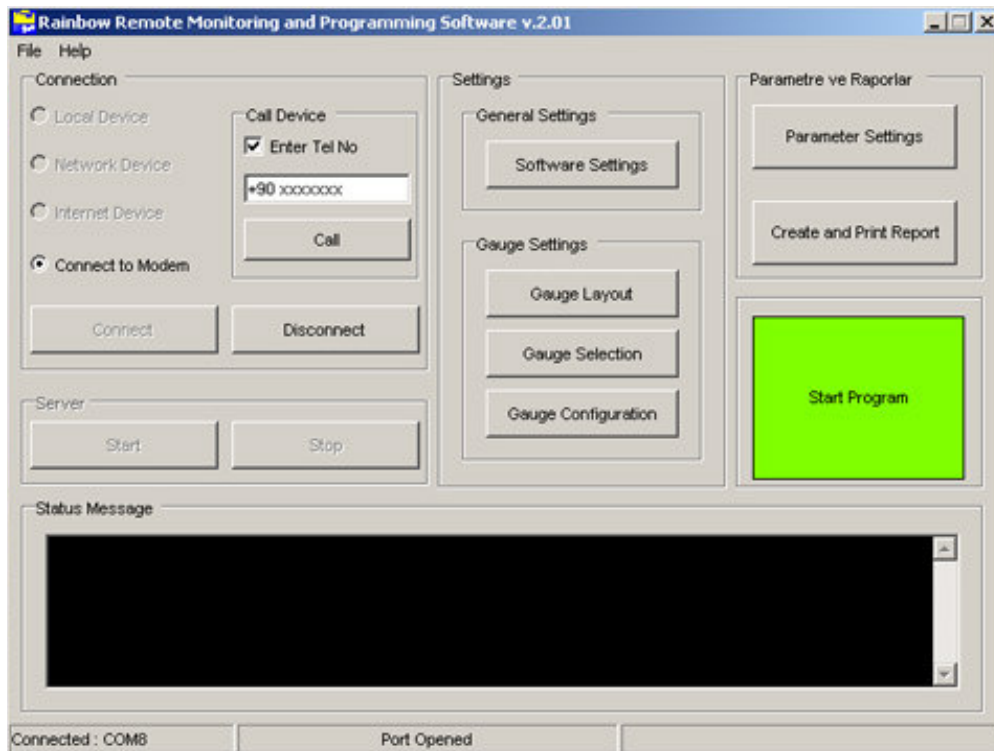 Rainbow Remote Monitoring and Programming Software v.2.01
File Help
Connection
Local Device
Network Device
Internet Device
Connect to Modem
Call Device
Enter Tel No
+90 xxxxxxx
Call
Connect
Disconnect
Server
Start
Stop
Settings
General Settings
Software Settings
Gauge Settings
Gauge Layout
Gauge Selection
Gauge Configuration
Parametre ve Raporlar
Parameter Settings
Create and Print Report
Start Program
Status Message
Connected : COM8
Port Opened